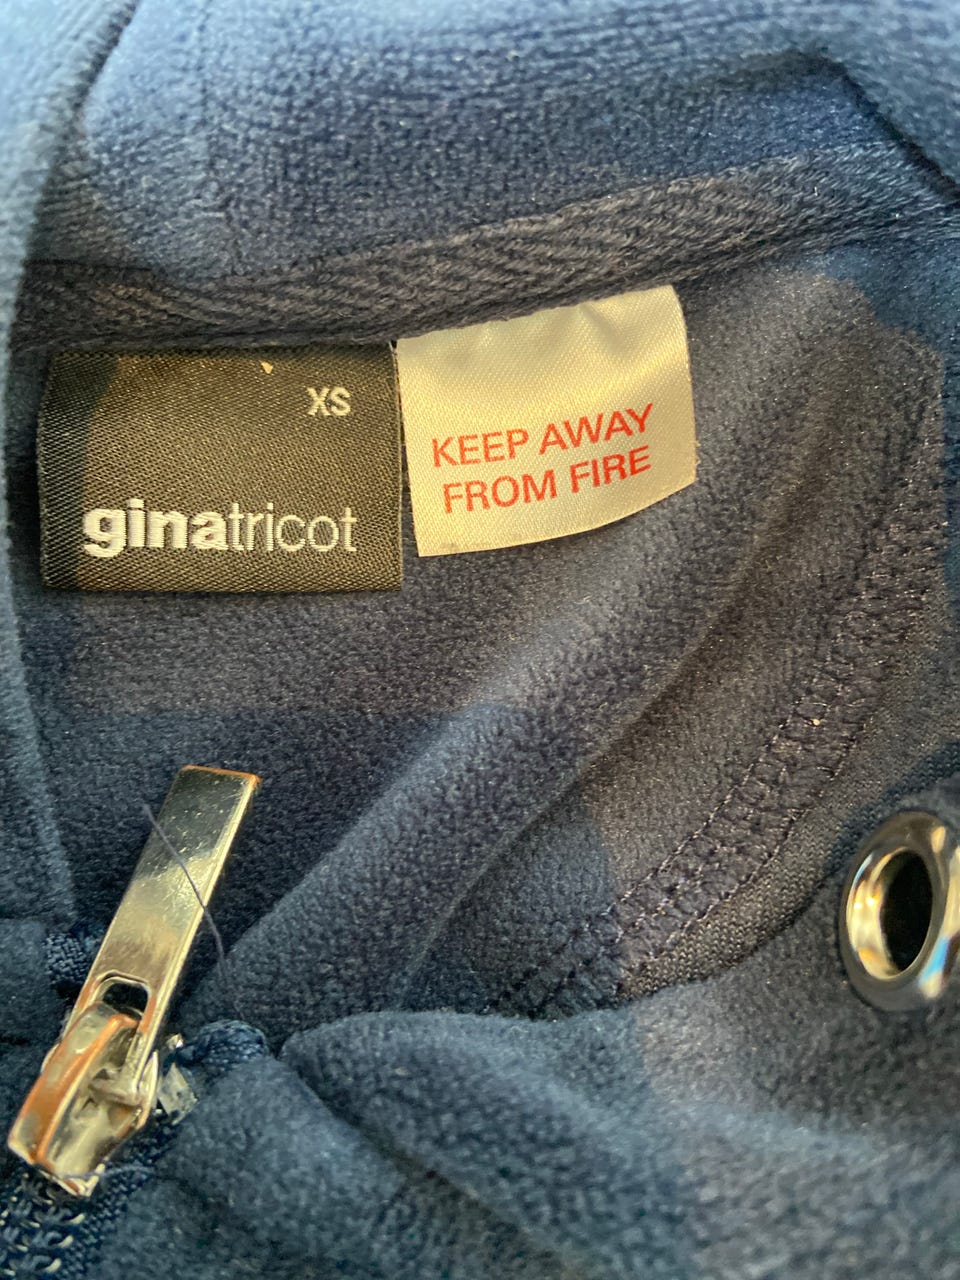 XS
ginatricot
KEEP AWAY
FROM FIRE